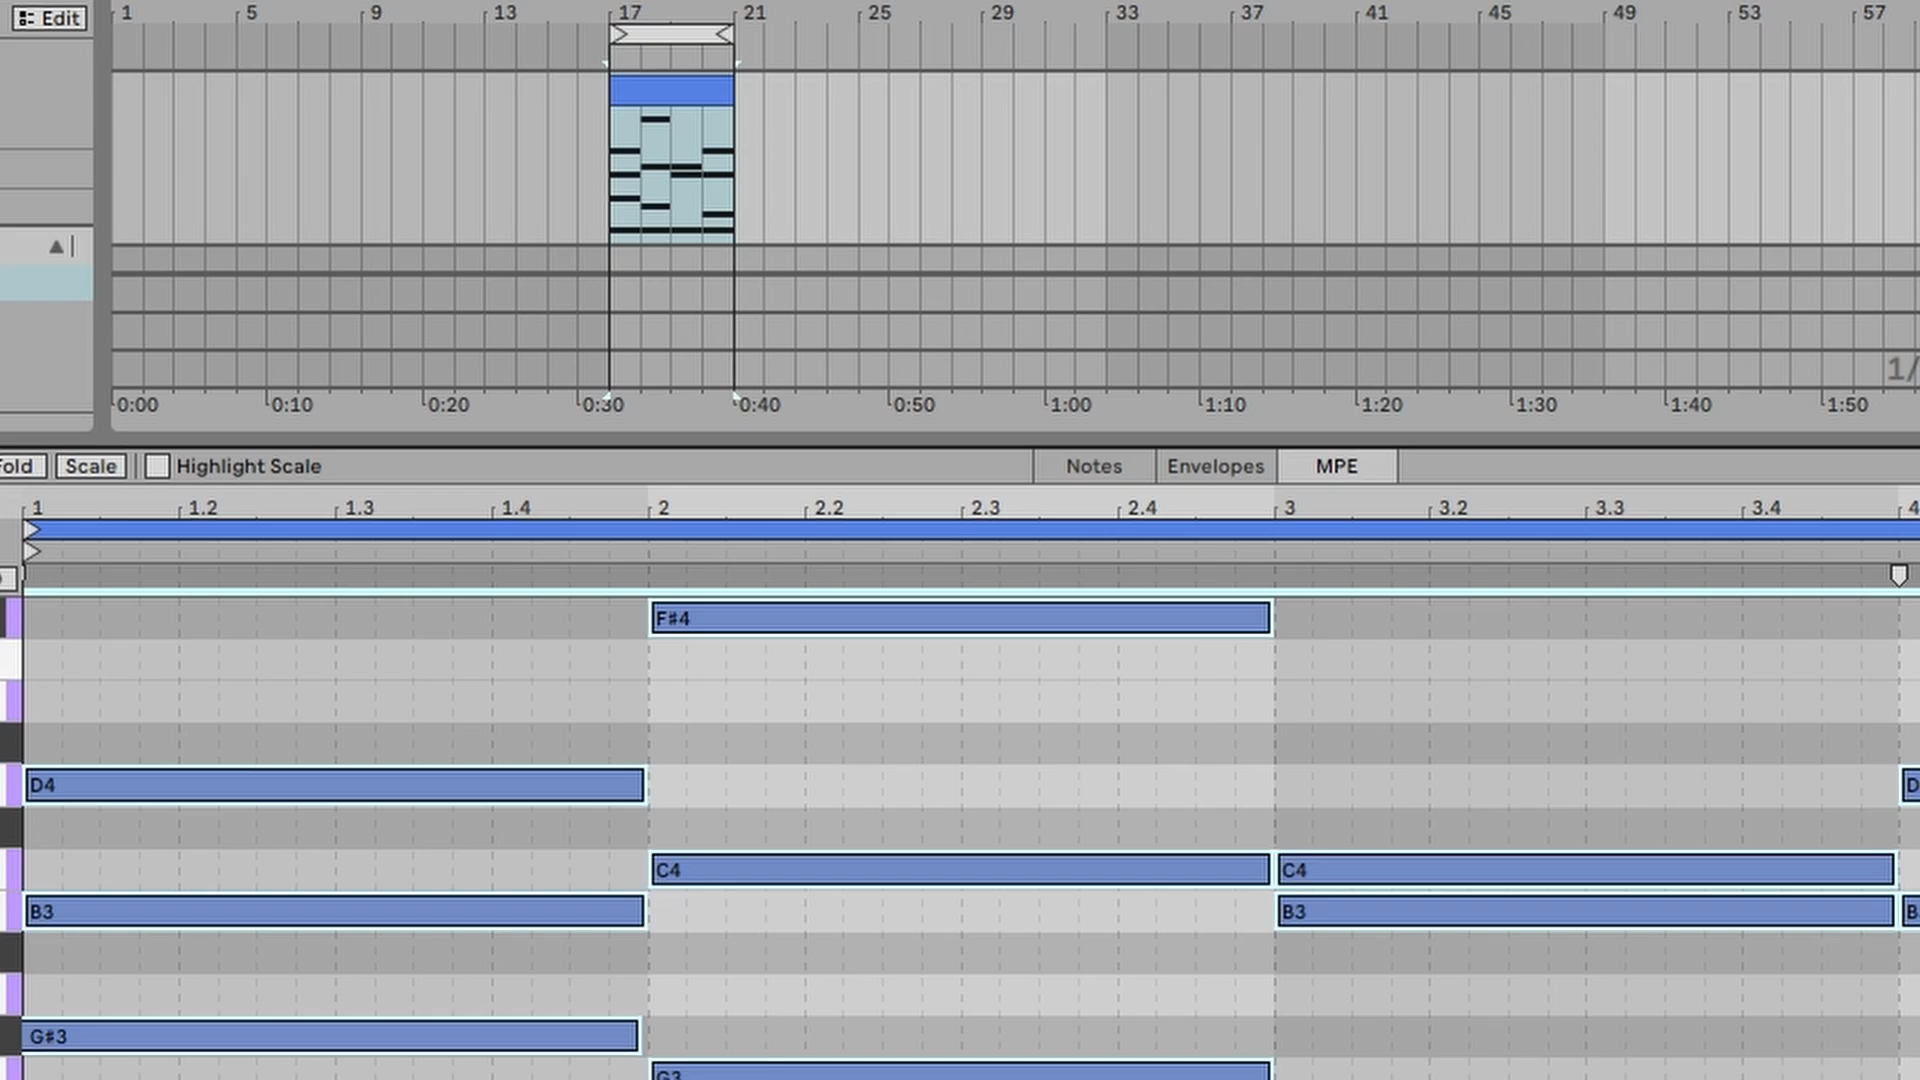 Edit 1 5 9 13 17 21 25 29 33 37 41 45 49 53 57
1/
0:00 0:10 0:20 0:30 0:40 0:50 1:00 1:10 1:20 1:30 1:40 1:50
Fold Scale Highlight Scale Notes Envelopes MPE
1 1.2 1.3 1.4 2 2.2 2.3 2.4 3 3.2 3.3 3.4 4
F♯4
D4 D
C4 C4
B3 B3 B
G♯3
G3